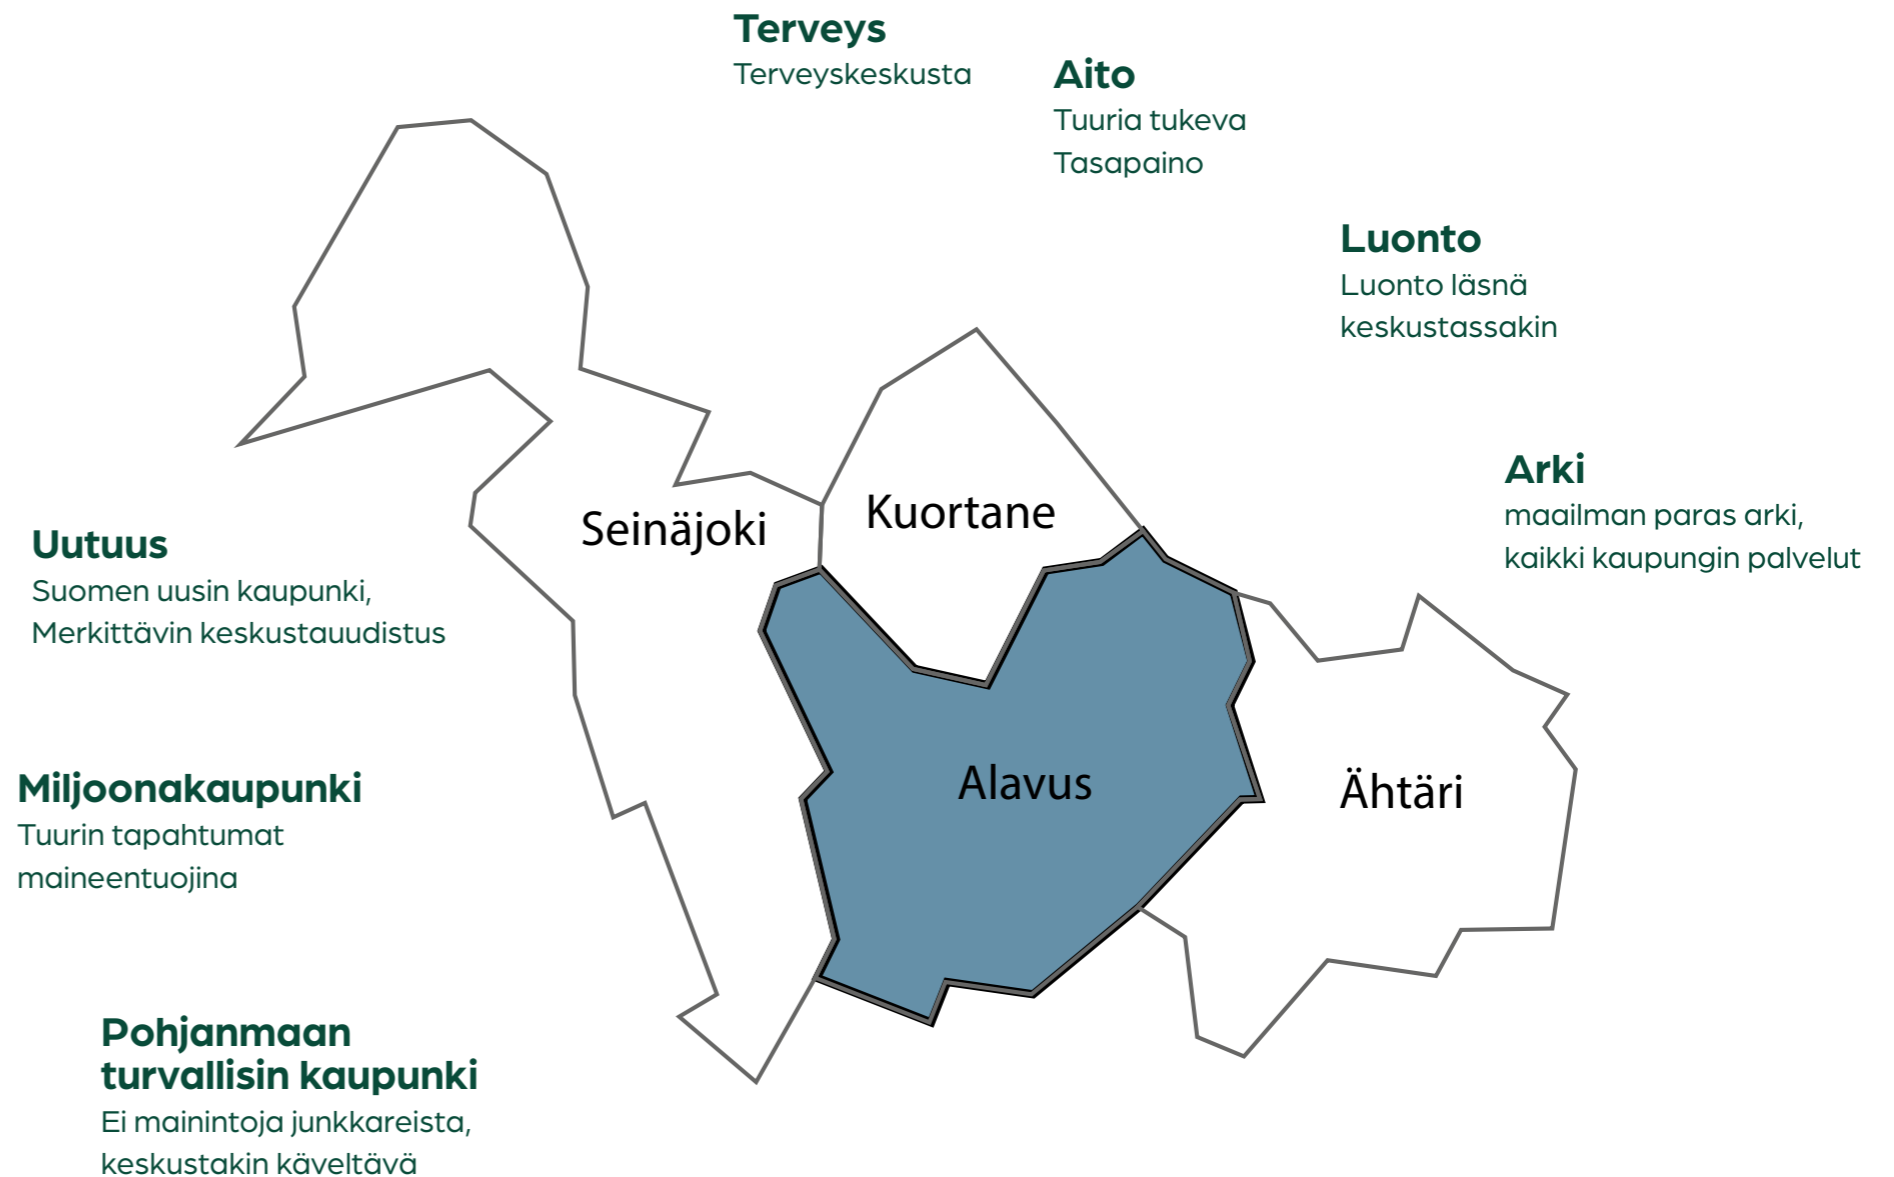 Terveys
Terveyskeskusta
Aito
Tuuria tukeva
Tasapaino
Luonto
Luonto läsnä
keskustassakin
Arki
maailman paras arki,
kaikki kaupungin palvelut
Kuortane
Seinäjoki
Uutuus
Suomen uusin kaupunki,
Merkittävin keskustauudistus
Alavus
Ähtäri
Miljoonakaupunki
Tuurin tapahtumat
maineentuojina
Pohjanmaan
turvallisin kaupunki
Ei mainintoja junkkareista,
keskustakin käveltävä